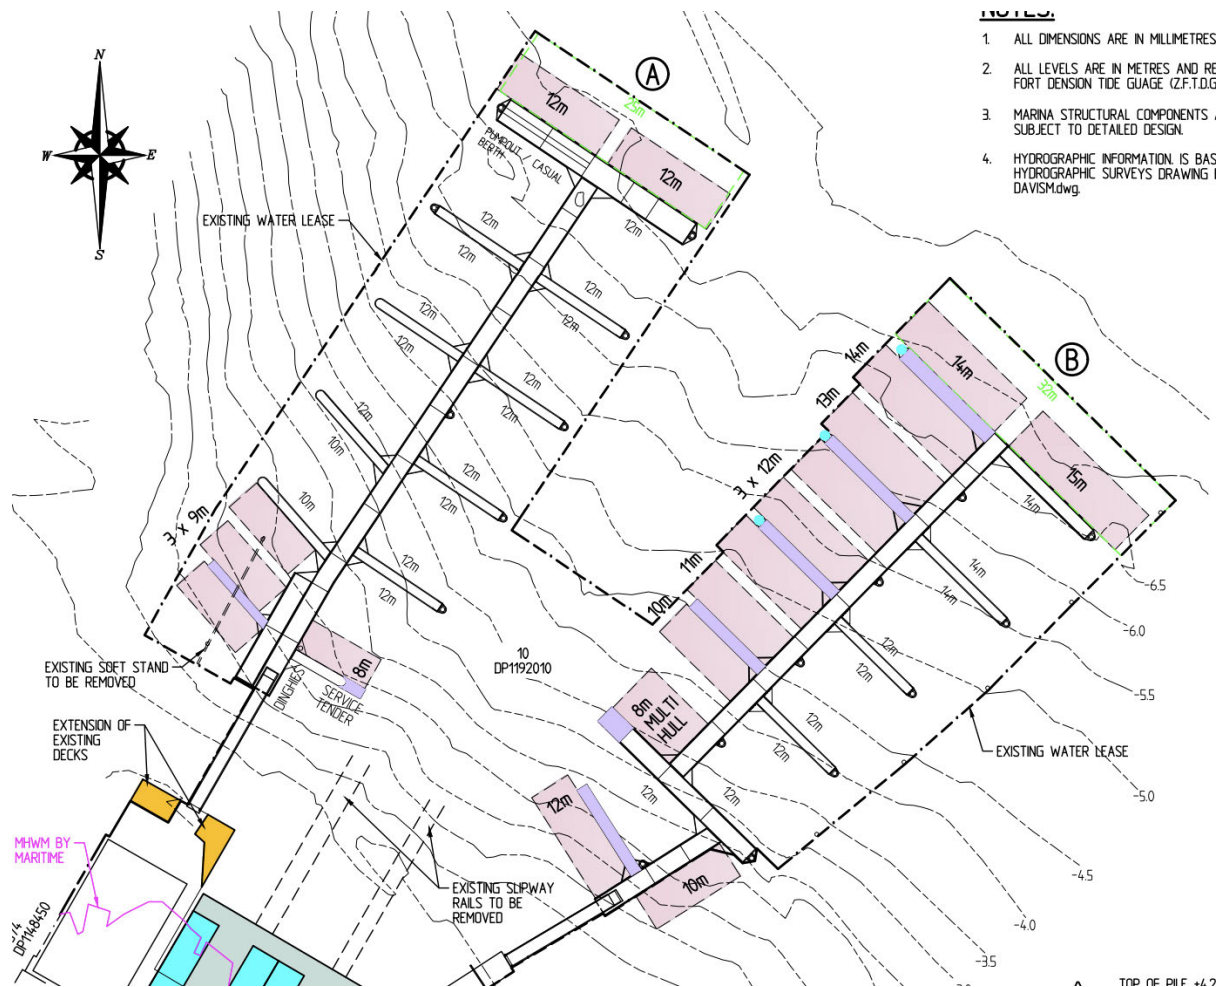 NOTES:
1. ALL DIMENSIONS ARE IN MILLIMETRES
2. ALL LEVELS ARE IN METRES AND RE
FORT DENSION TIDE GUAGE (Z.F.T.D.G
3. MARINA STRUCTURAL COMPONENTS
SUBJECT TO DETAILED DESIGN.
4. HYDROGRAPHIC INFORMATION. IS BAS
HYDROGRAPHIC SURVEYS DRAWING
DAVISM.dwg.
N
W
E
S
A
25m
12m
12m
PUMPOUT / CASUAL
BERTH
12m
EXISTING WATER LEASE
12m
12m
12m
12m
12m
12m
12m
12m
12m
10m
12m
12m
10m
12m
12m
3 x 9m
EXISTING SOFT STAND
TO BE REMOVED
8m
DINGHIES
SERVICE
TENDER
EXTENSION OF
EXISTING
DECKS
MHWM BY
MARITIME
DP1148450
10
DP1192010
EXISTING SLIPWAY
RAILS TO BE
REMOVED
B
32m
14m
14m
15m
13m
3 x 12m
11m
10m
14m
14m
14m
12m
12m
12m
12m
8m
MULTI
HULL
12m
12m
12m
10m
EXISTING WATER LEASE
-6.5
-6.0
-5.5
-5.0
-4.5
-4.0
-3.5
TOP OF PILE +4.2